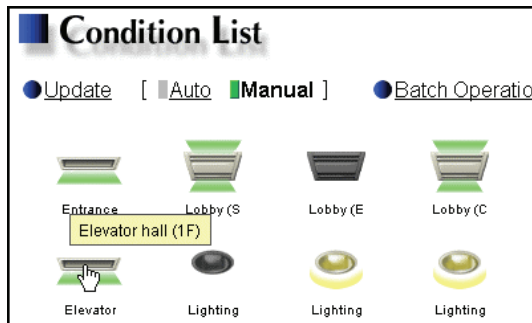 Condition List
Update [ Auto Manual ] Batch Operatio
Entrance Lobby (S Lobby (E Lobby (C
Elevator hall (1F)
Elevator Lighting Lighting Lighting